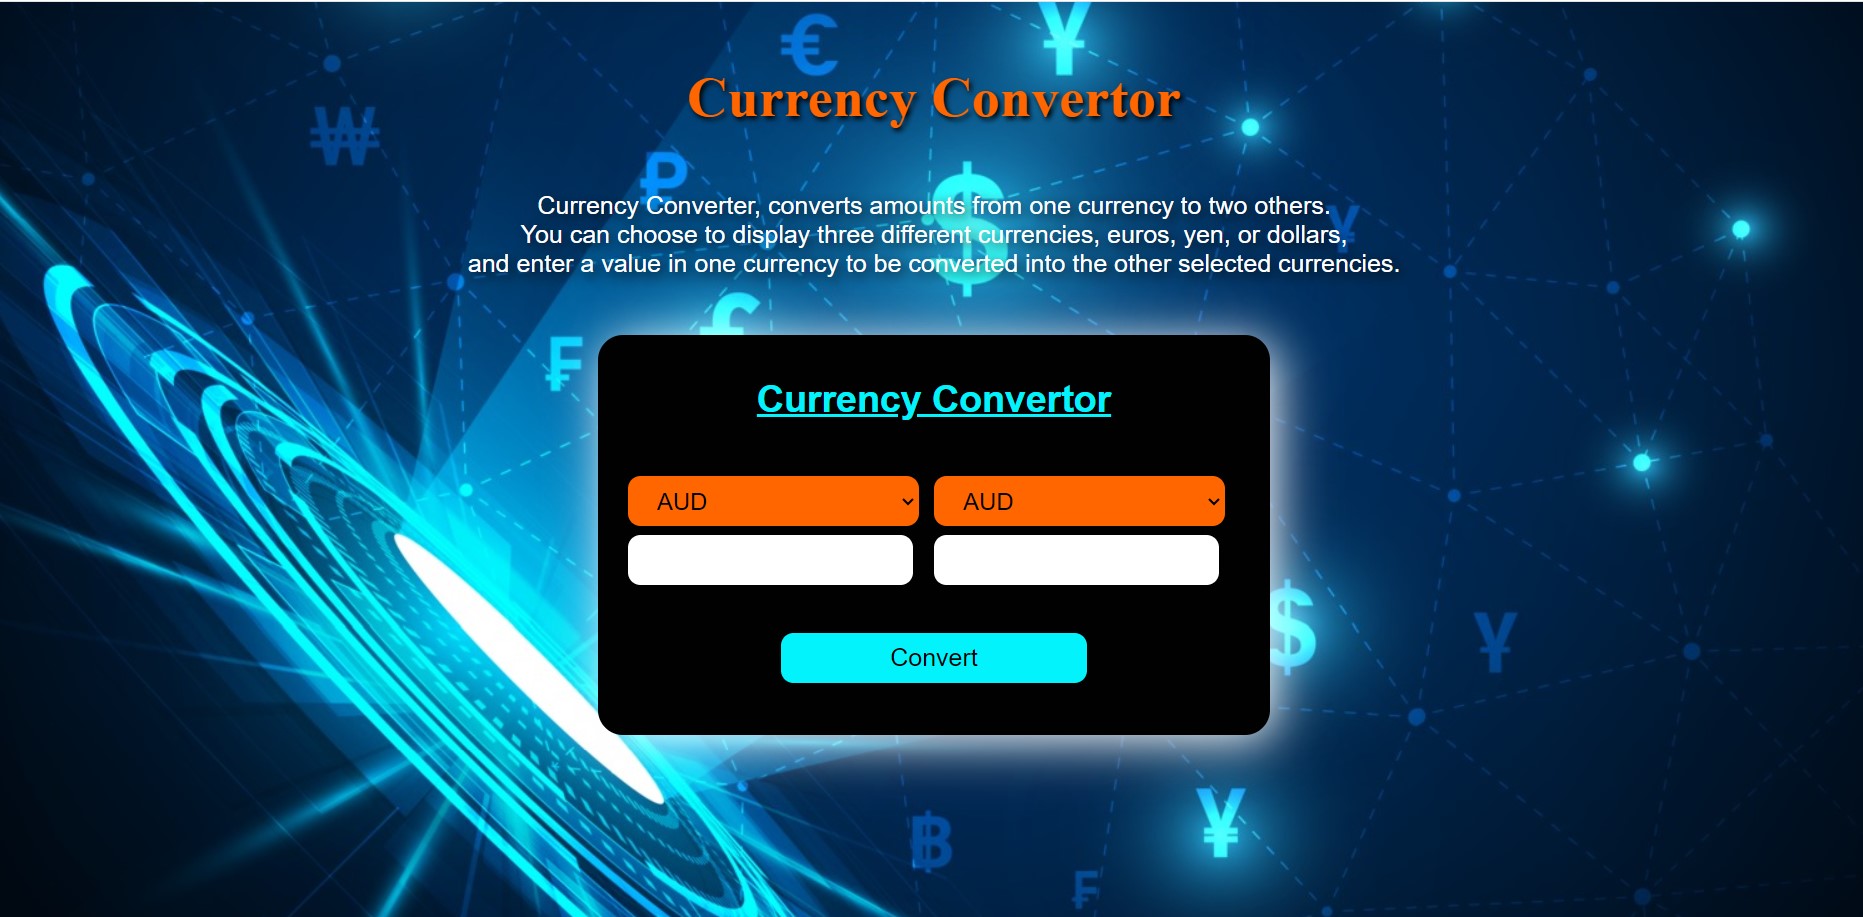 Currency Convertor
Currency Converter, converts amounts from one currency to two others.
You can choose to display three different currencies, euros, yen, or dollars,
and enter a value in one currency to be converted into the other selected currencies.
Currency Convertor
AUD AUD
Convert